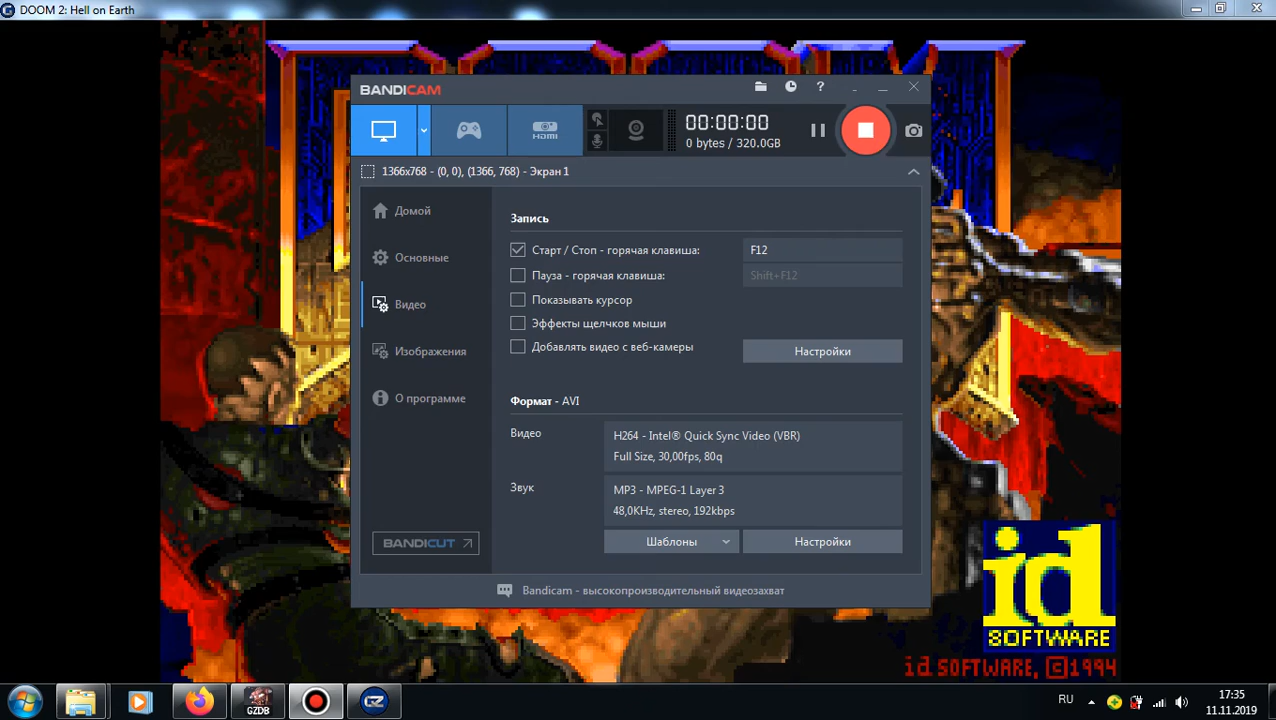 DOOM 2: Hell on Earth
BANDICAM
?
HDMI
00:00:00
0 bytes / 320.0GB
1366x768 - (0, 0), (1366, 768) - Экран 1
Домой
Основные
Видео
Изображения
О программе
BANDICUT
Запись
Старт / Стоп - горячая клавиша:
F12
Пауза - горячая клавиша:
Shift+F12
Показывать курсор
Эффекты щелчков мыши
Добавлять видео с веб-камеры
Настройки
Формат - AVI
Видео
H264 - Intel® Quick Sync Video (VBR)
Full Size, 30,00fps, 80q
Звук
MP3 - MPEG-1 Layer 3
48,0KHz, stereo, 192kbps
Шаблоны
Настройки
Bandicam - высокопроизводительный видеозахват
id
SOFTWARE
id SOFTWARE, ©1994
GZDB
GZ
RU
17:35
11.11.2019